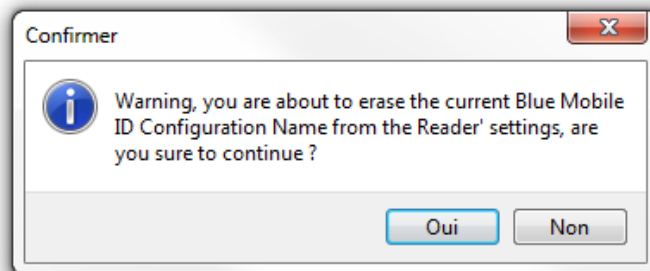 Confirmer
Warning, you are about to erase the current Blue Mobile
ID Configuration Name from the Reader' settings, are
you sure to continue ?
Oui
Non